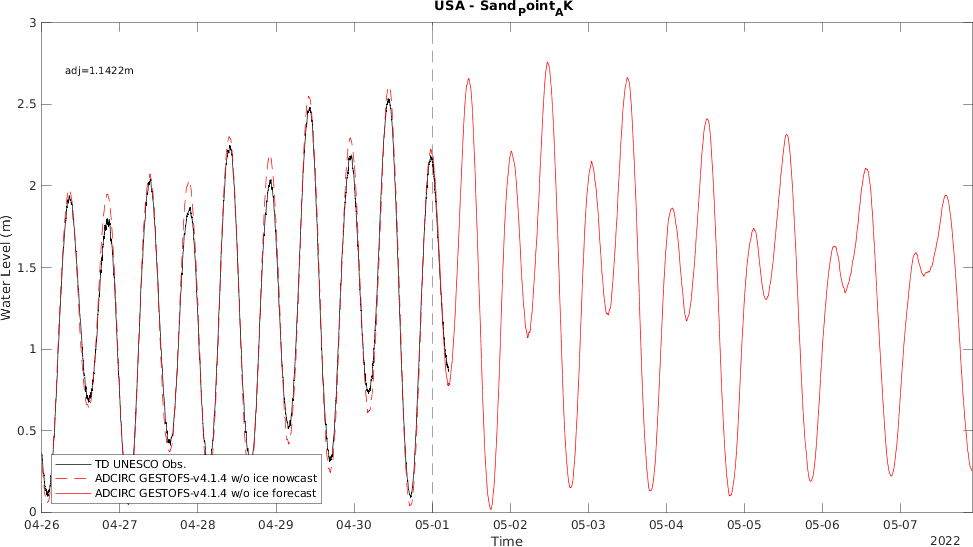 USA - SandPointAK
adj=1.1422m
Water Level (m)
3
2.5
2
1.5
1
0.5
0
TD UNESCO Obs.
ADCIRC GESTOFS-v4.1.4 w/o ice nowcast
ADCIRC GESTOFS-v4.1.4 w/o ice forecast
04-26 04-27 04-28 04-29 04-30 05-01 05-02 05-03 05-04 05-05 05-06 05-07
Time
2022